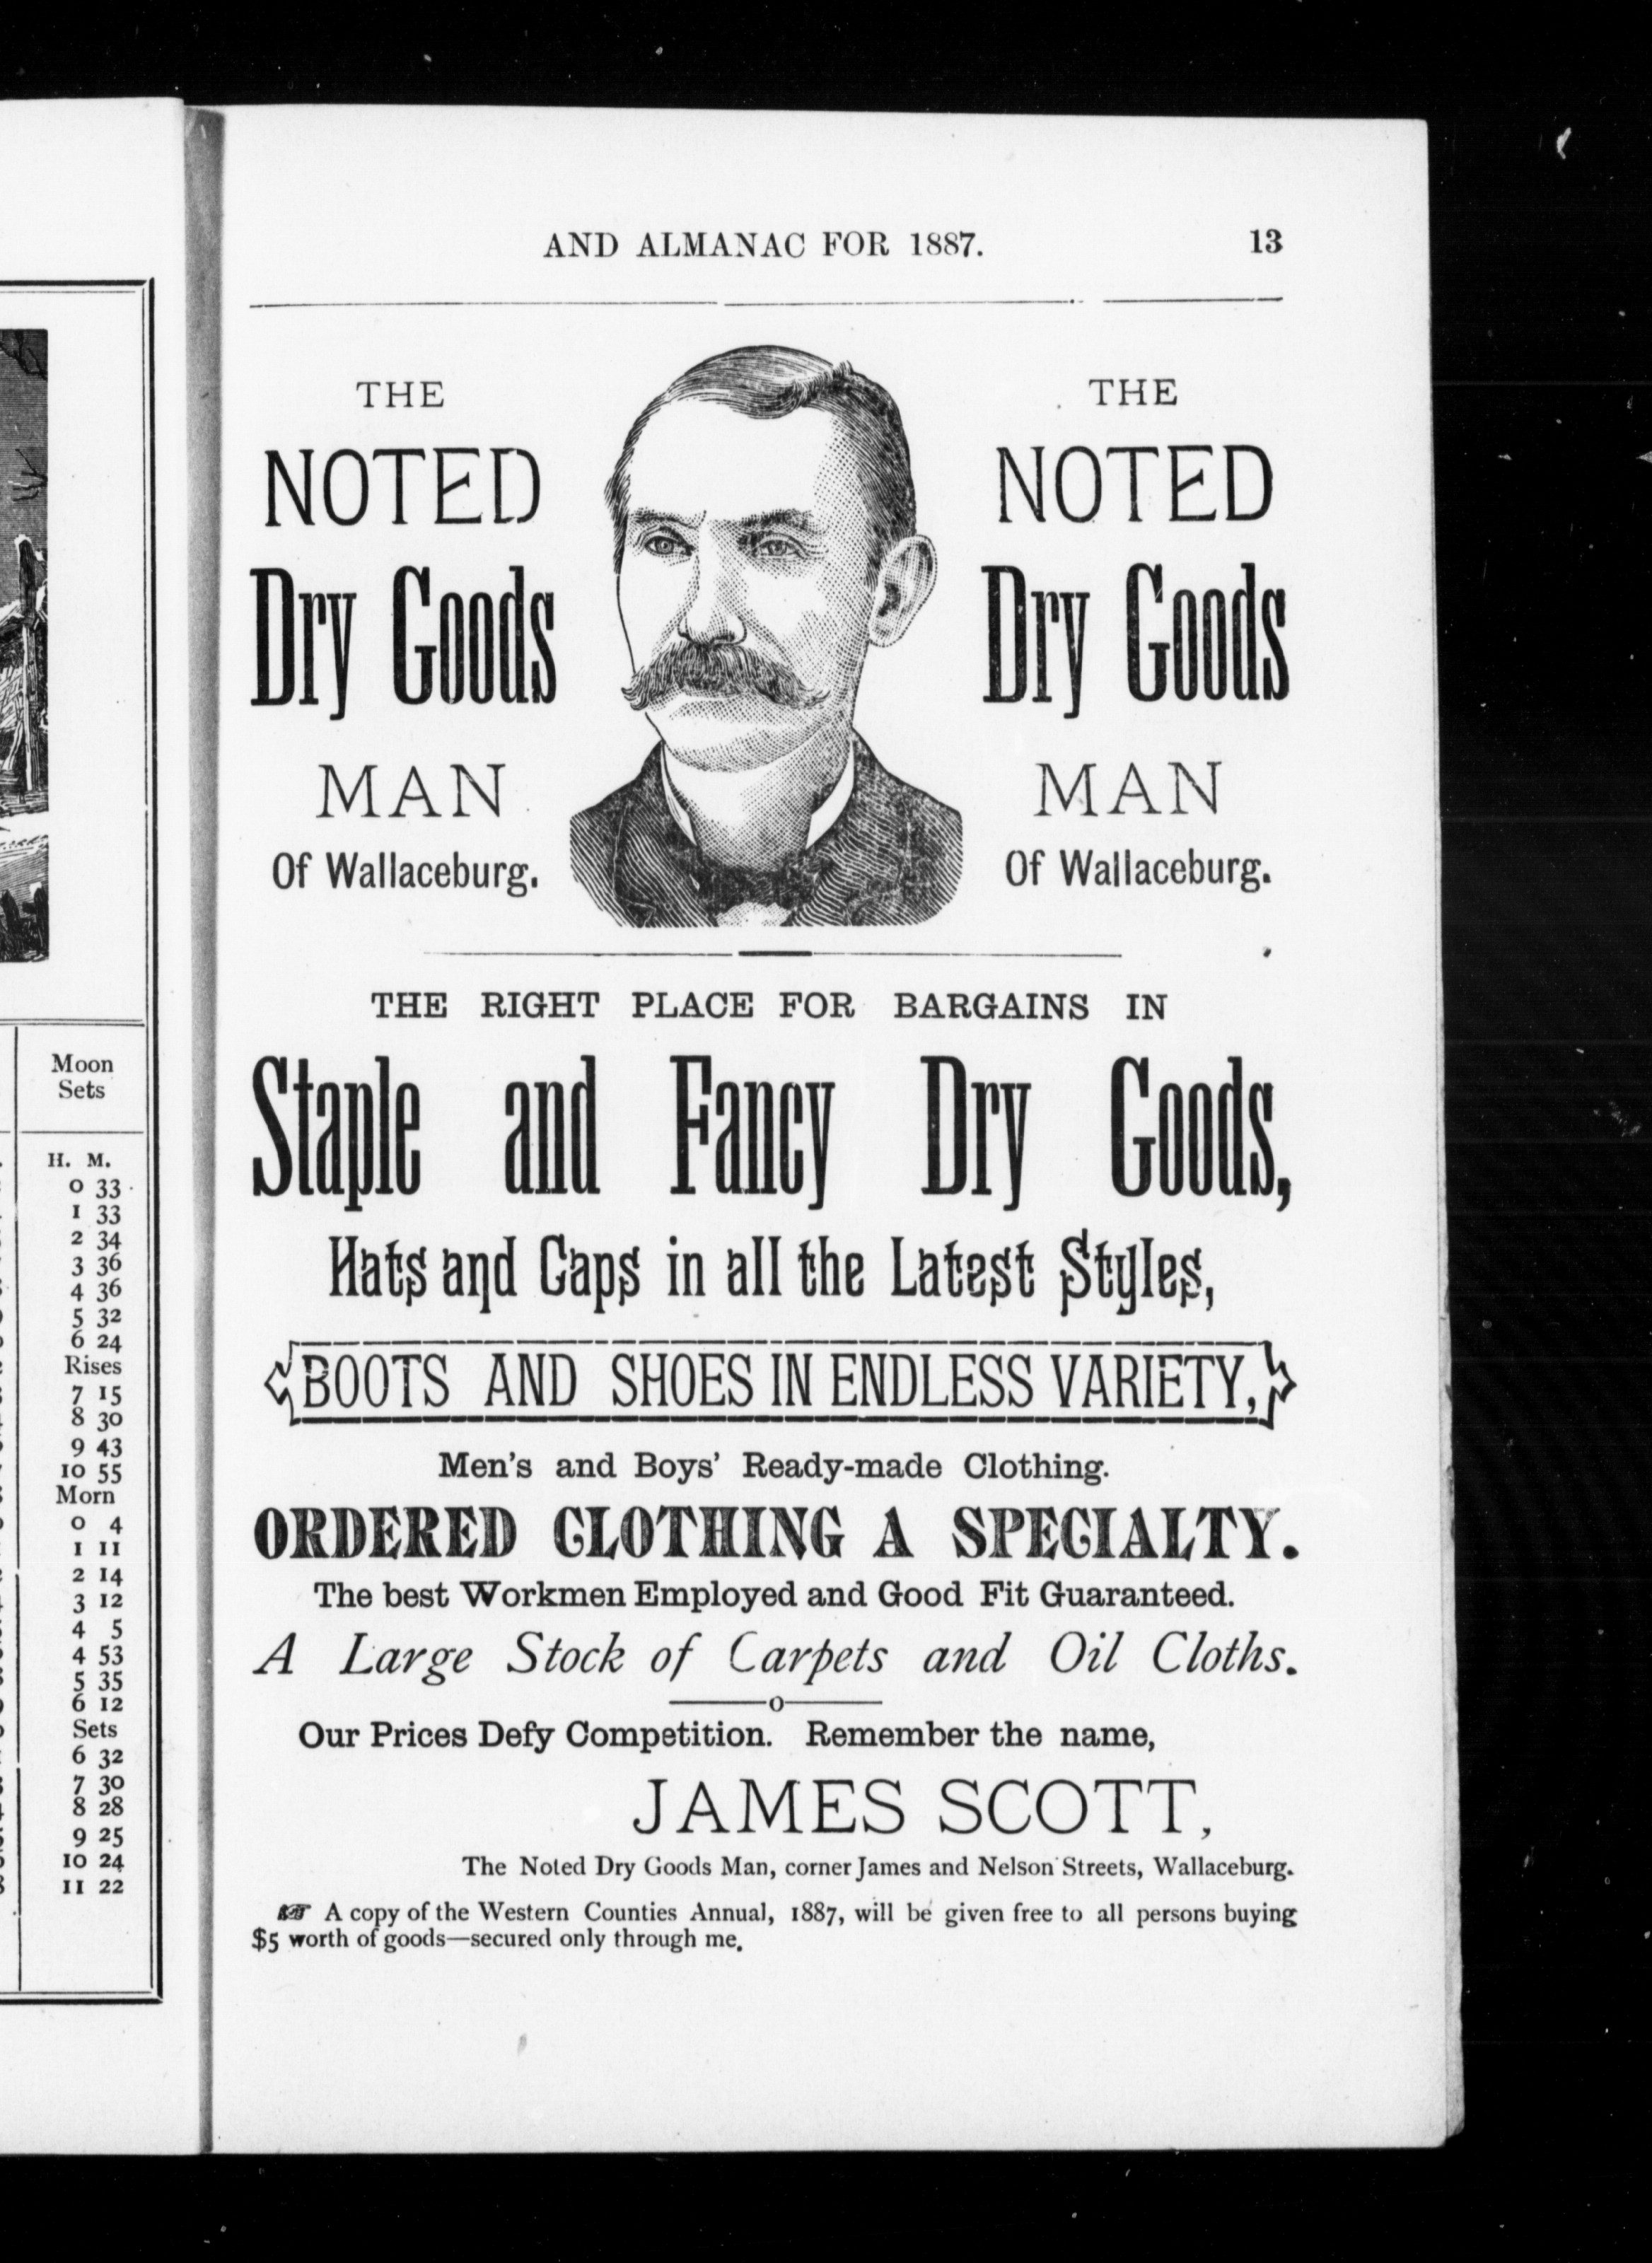 Moon
Sets
H. M.
0 33
1 33
2 34
3 36
4 36
5 32
6 24
Rises
7 15
8 30
9 43
10 55
Morn
0 4
1 11
2 14
3 12
4 5
4 53
5 35
6 12
Sets
6 32
7 30
8 28
9 25
10 24
11 22
AND ALMANAC FOR 1887. 13
THE
NOTED
Dry Goods
MAN
Of Wallaceburg.
THE
NOTED
Dry Goods
MAN
Of Wallaceburg.
THE RIGHT PLACE FOR BARGAINS IN
Staple and Fancy Dry Goods,
Hats and Caps in all the Latest Styles,
BOOTS AND SHOES IN ENDLESS VARIETY,
Men's and Boys' Ready-made Clothing.
ORDERED CLOTHING A SPECIALTY.
The best Workmen Employed and Good Fit Guaranteed.
A Large Stock of Carpets and Oil Cloths.
Our Prices Defy Competition. Remember the name,
JAMES SCOTT,
The Noted Dry Goods Man, corner James and Nelson Streets, Wallaceburg.
☞ A copy of the Western Counties Annual, 1887, will be given free to all persons buying
$5 worth of goods—secured only through me.